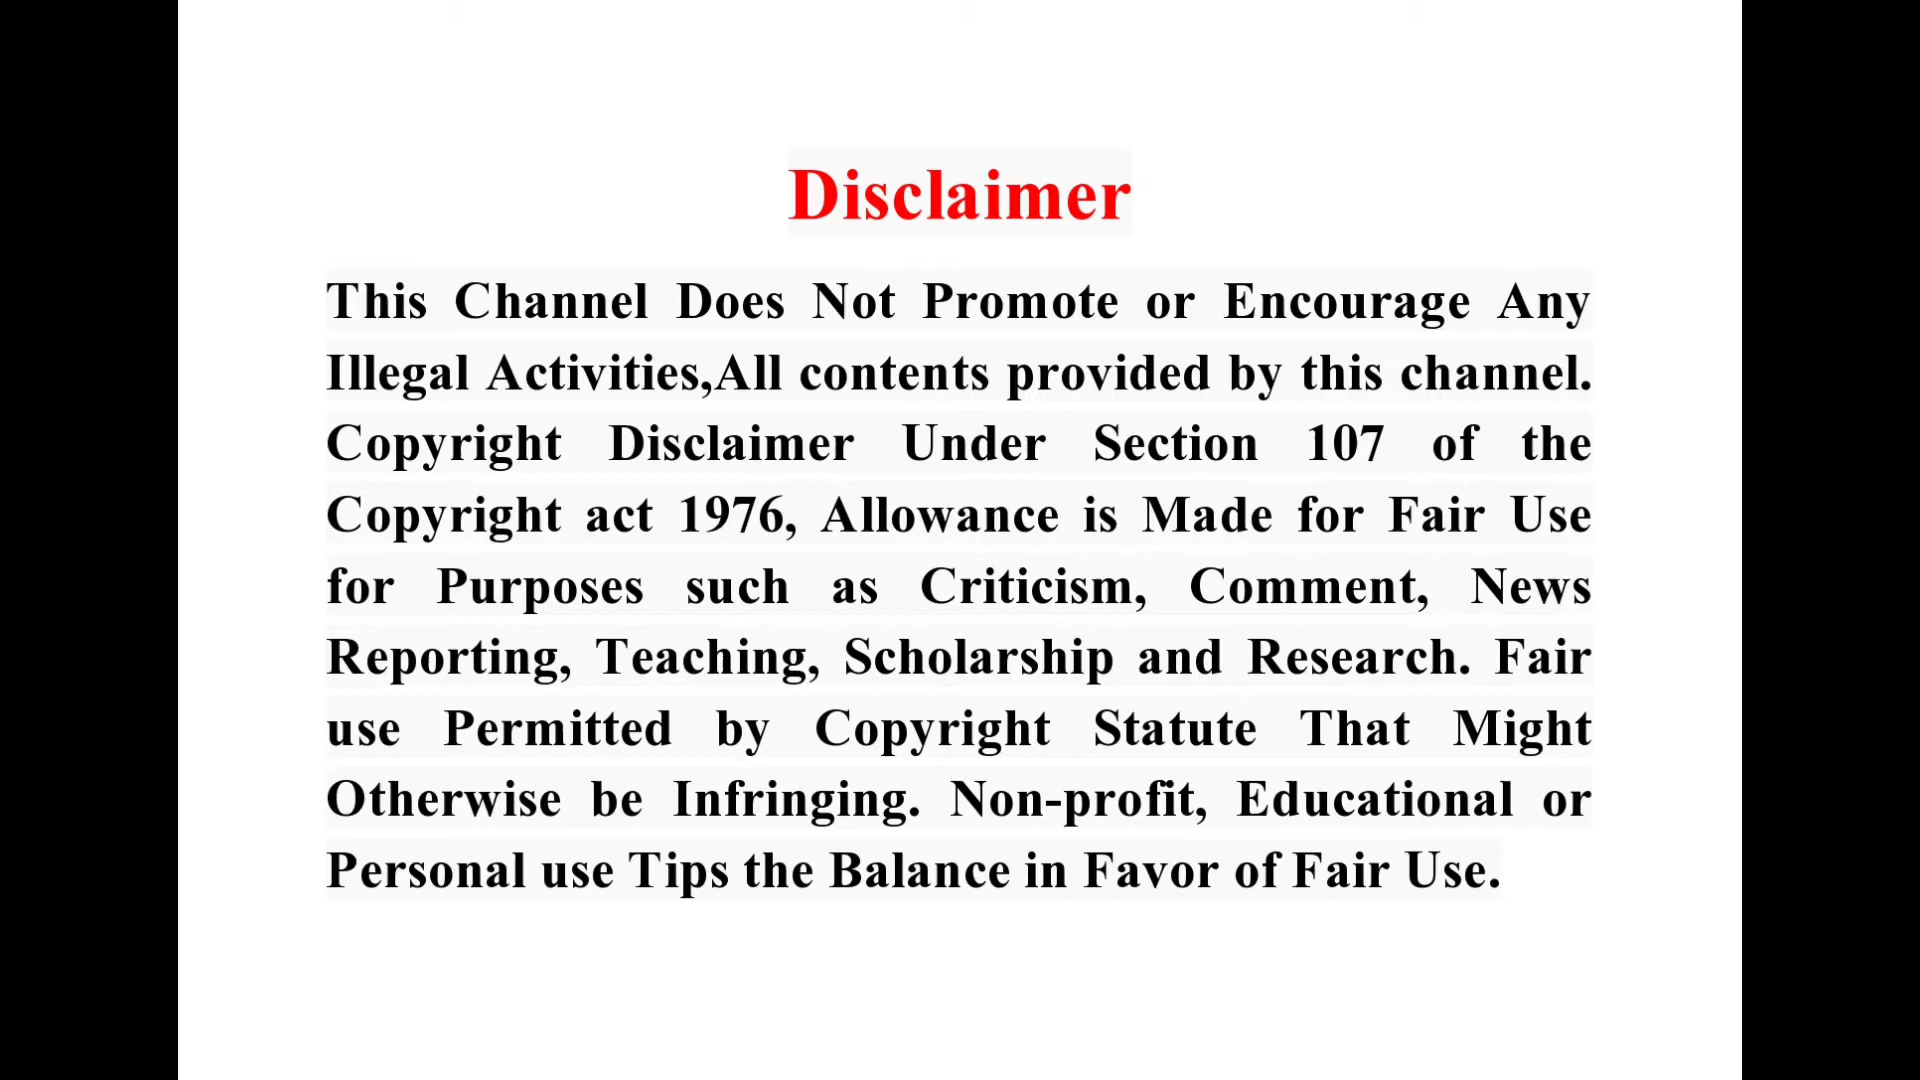 Disclaimer
This Channel Does Not Promote or Encourage Any
Illegal Activities,All contents provided by this channel.
Copyright Disclaimer Under Section 107 of the
Copyright act 1976, Allowance is Made for Fair Use
for Purposes such as Criticism, Comment, News
Reporting, Teaching, Scholarship and Research. Fair
use Permitted by Copyright Statute That Might
Otherwise be Infringing. Non-profit, Educational or
Personal use Tips the Balance in Favor of Fair Use.